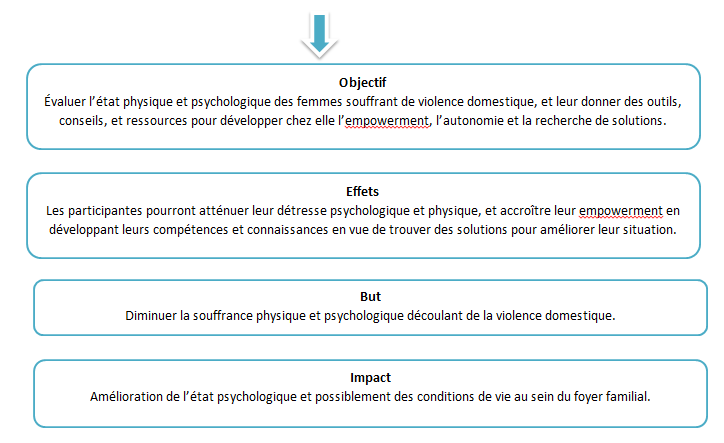 Objectif
Évaluer l'état physique et psychologique des femmes souffrant de violence domestique, et leur donner des outils,
conseils, et ressources pour développer chez elle l'empowerment, l'autonomie et la recherche de solutions.
Effets
Les participantes pourront atténuer leur détresse psychologique et physique, et accroître leur empowerment en
développant leurs compétences et connaissances en vue de trouver des solutions pour améliorer leur situation.
But
Diminuer la souffrance physique et psychologique découlant de la violence domestique.
Impact
Amélioration de l'état psychologique et possiblement des conditions de vie au sein du foyer familial.